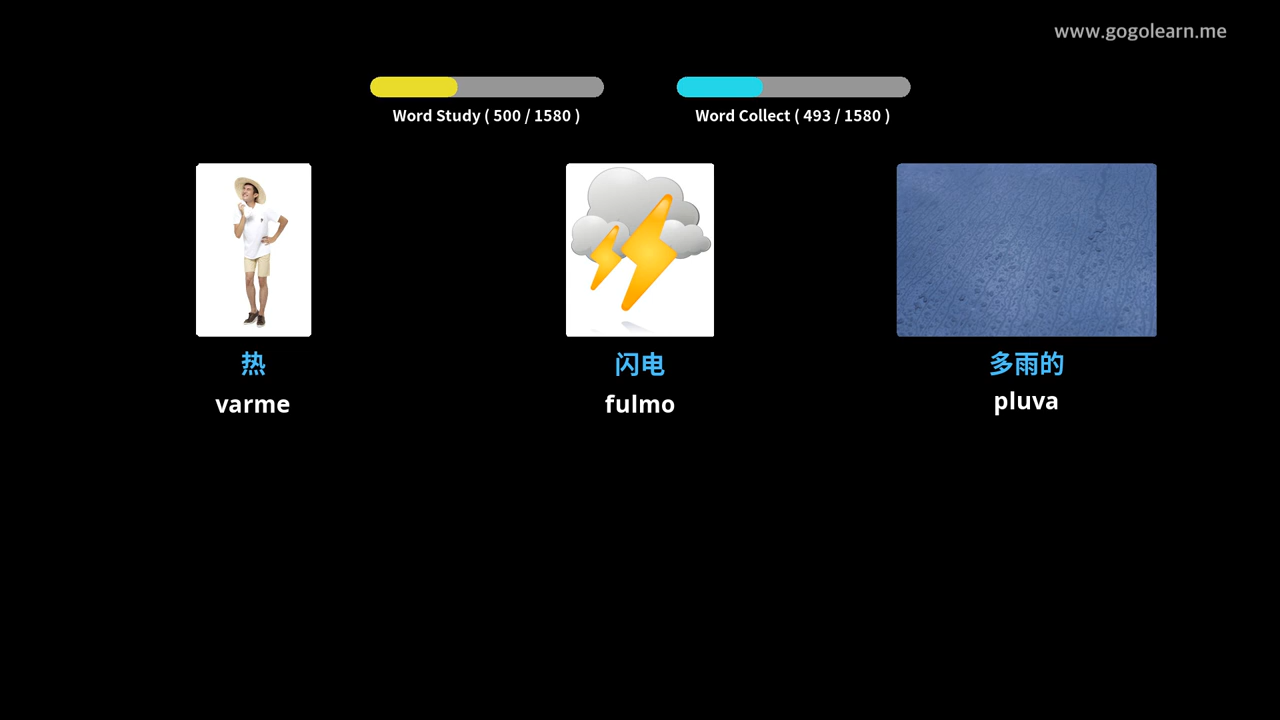 www.gogolearn.me
Word Study ( 500 / 1580 )
Word Collect ( 493 / 1580 )
热
闪电
多雨的
varme
fulmo
pluva